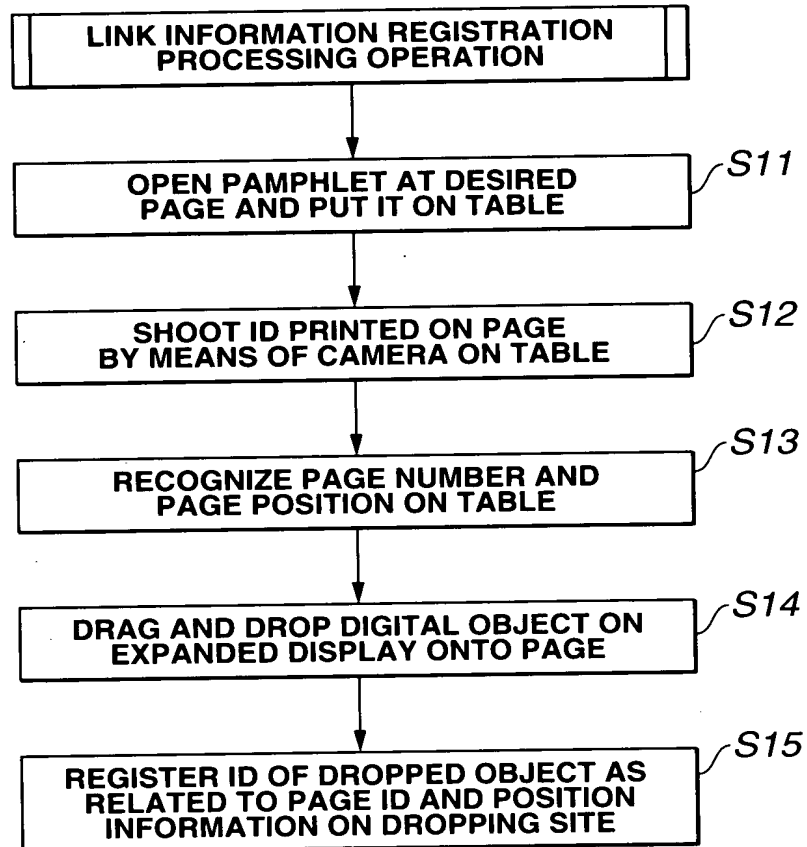 LINK INFORMATION REGISTRATION
PROCESSING OPERATION
S11
OPEN PAMPHLET AT DESIRED
PAGE AND PUT IT ON TABLE
S12
SHOOT ID PRINTED ON PAGE
BY MEANS OF CAMERA ON TABLE
S13
RECOGNIZE PAGE NUMBER AND
PAGE POSITION ON TABLE
S14
DRAG AND DROP DIGITAL OBJECT ON
EXPANDED DISPLAY ONTO PAGE
S15
REGISTER ID OF DROPPED OBJECT AS
RELATED TO PAGE ID AND POSITION
INFORMATION ON DROPPING SITE